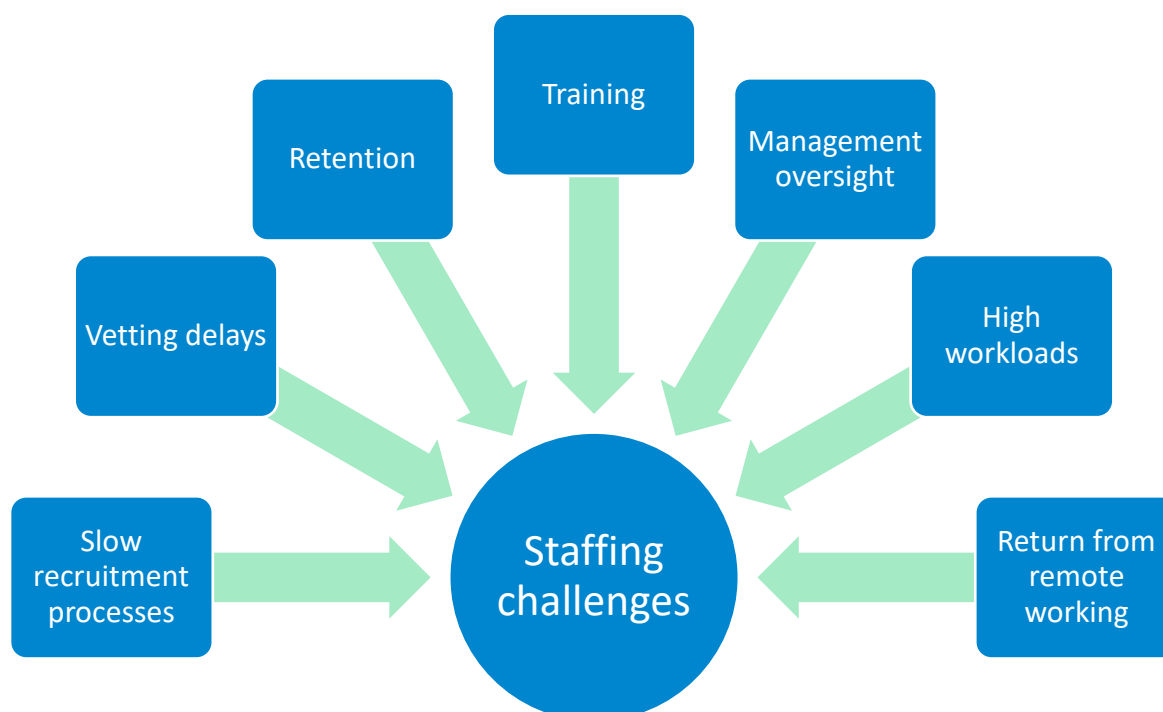 Training
Retention
Management
oversight
Vetting delays
High
workloads
Slow
recruitment
processes
Staffing
challenges
Return from
remote
working